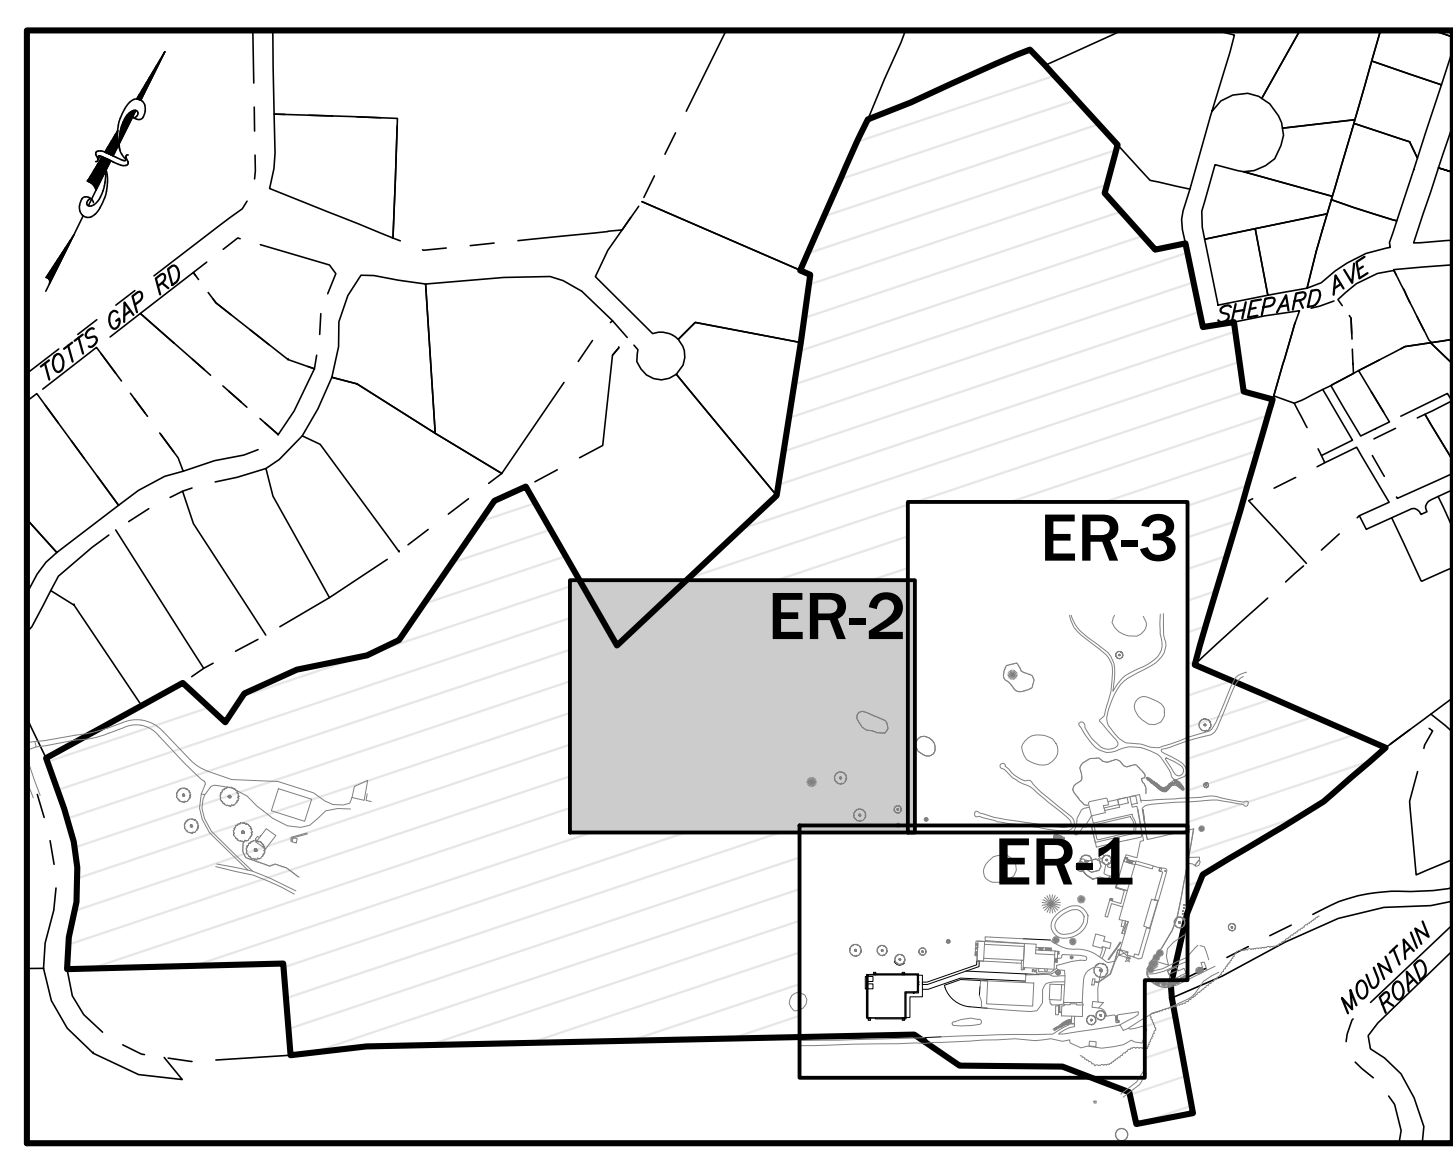 TOTTS GAP RD
SHEPARD AVE
ER-3
ER-2
ER-1
MOUNTAIN
ROAD